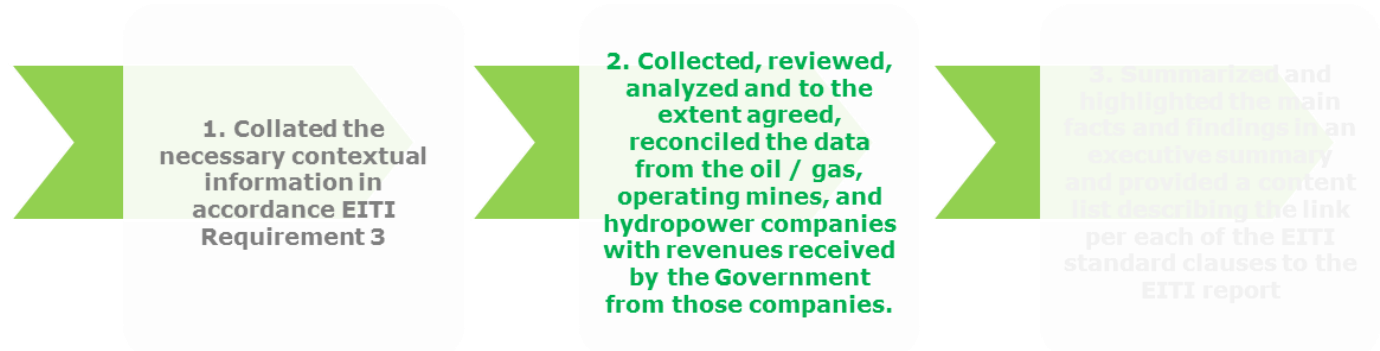 1. Collated the
necessary contextual
information in
accordance EITI
Requirement 3
2. Collected, reviewed,
analyzed and to the
extent agreed,
reconciled the data
from the oil / gas,
operating mines, and
hydropower companies
with revenues received
by the Government
from those companies.
3. Summarized and
highlighted the main
facts and findings in an
executive summary
and provided a content
list describing the link
per each of the EITI
standard clauses to the
EITI report